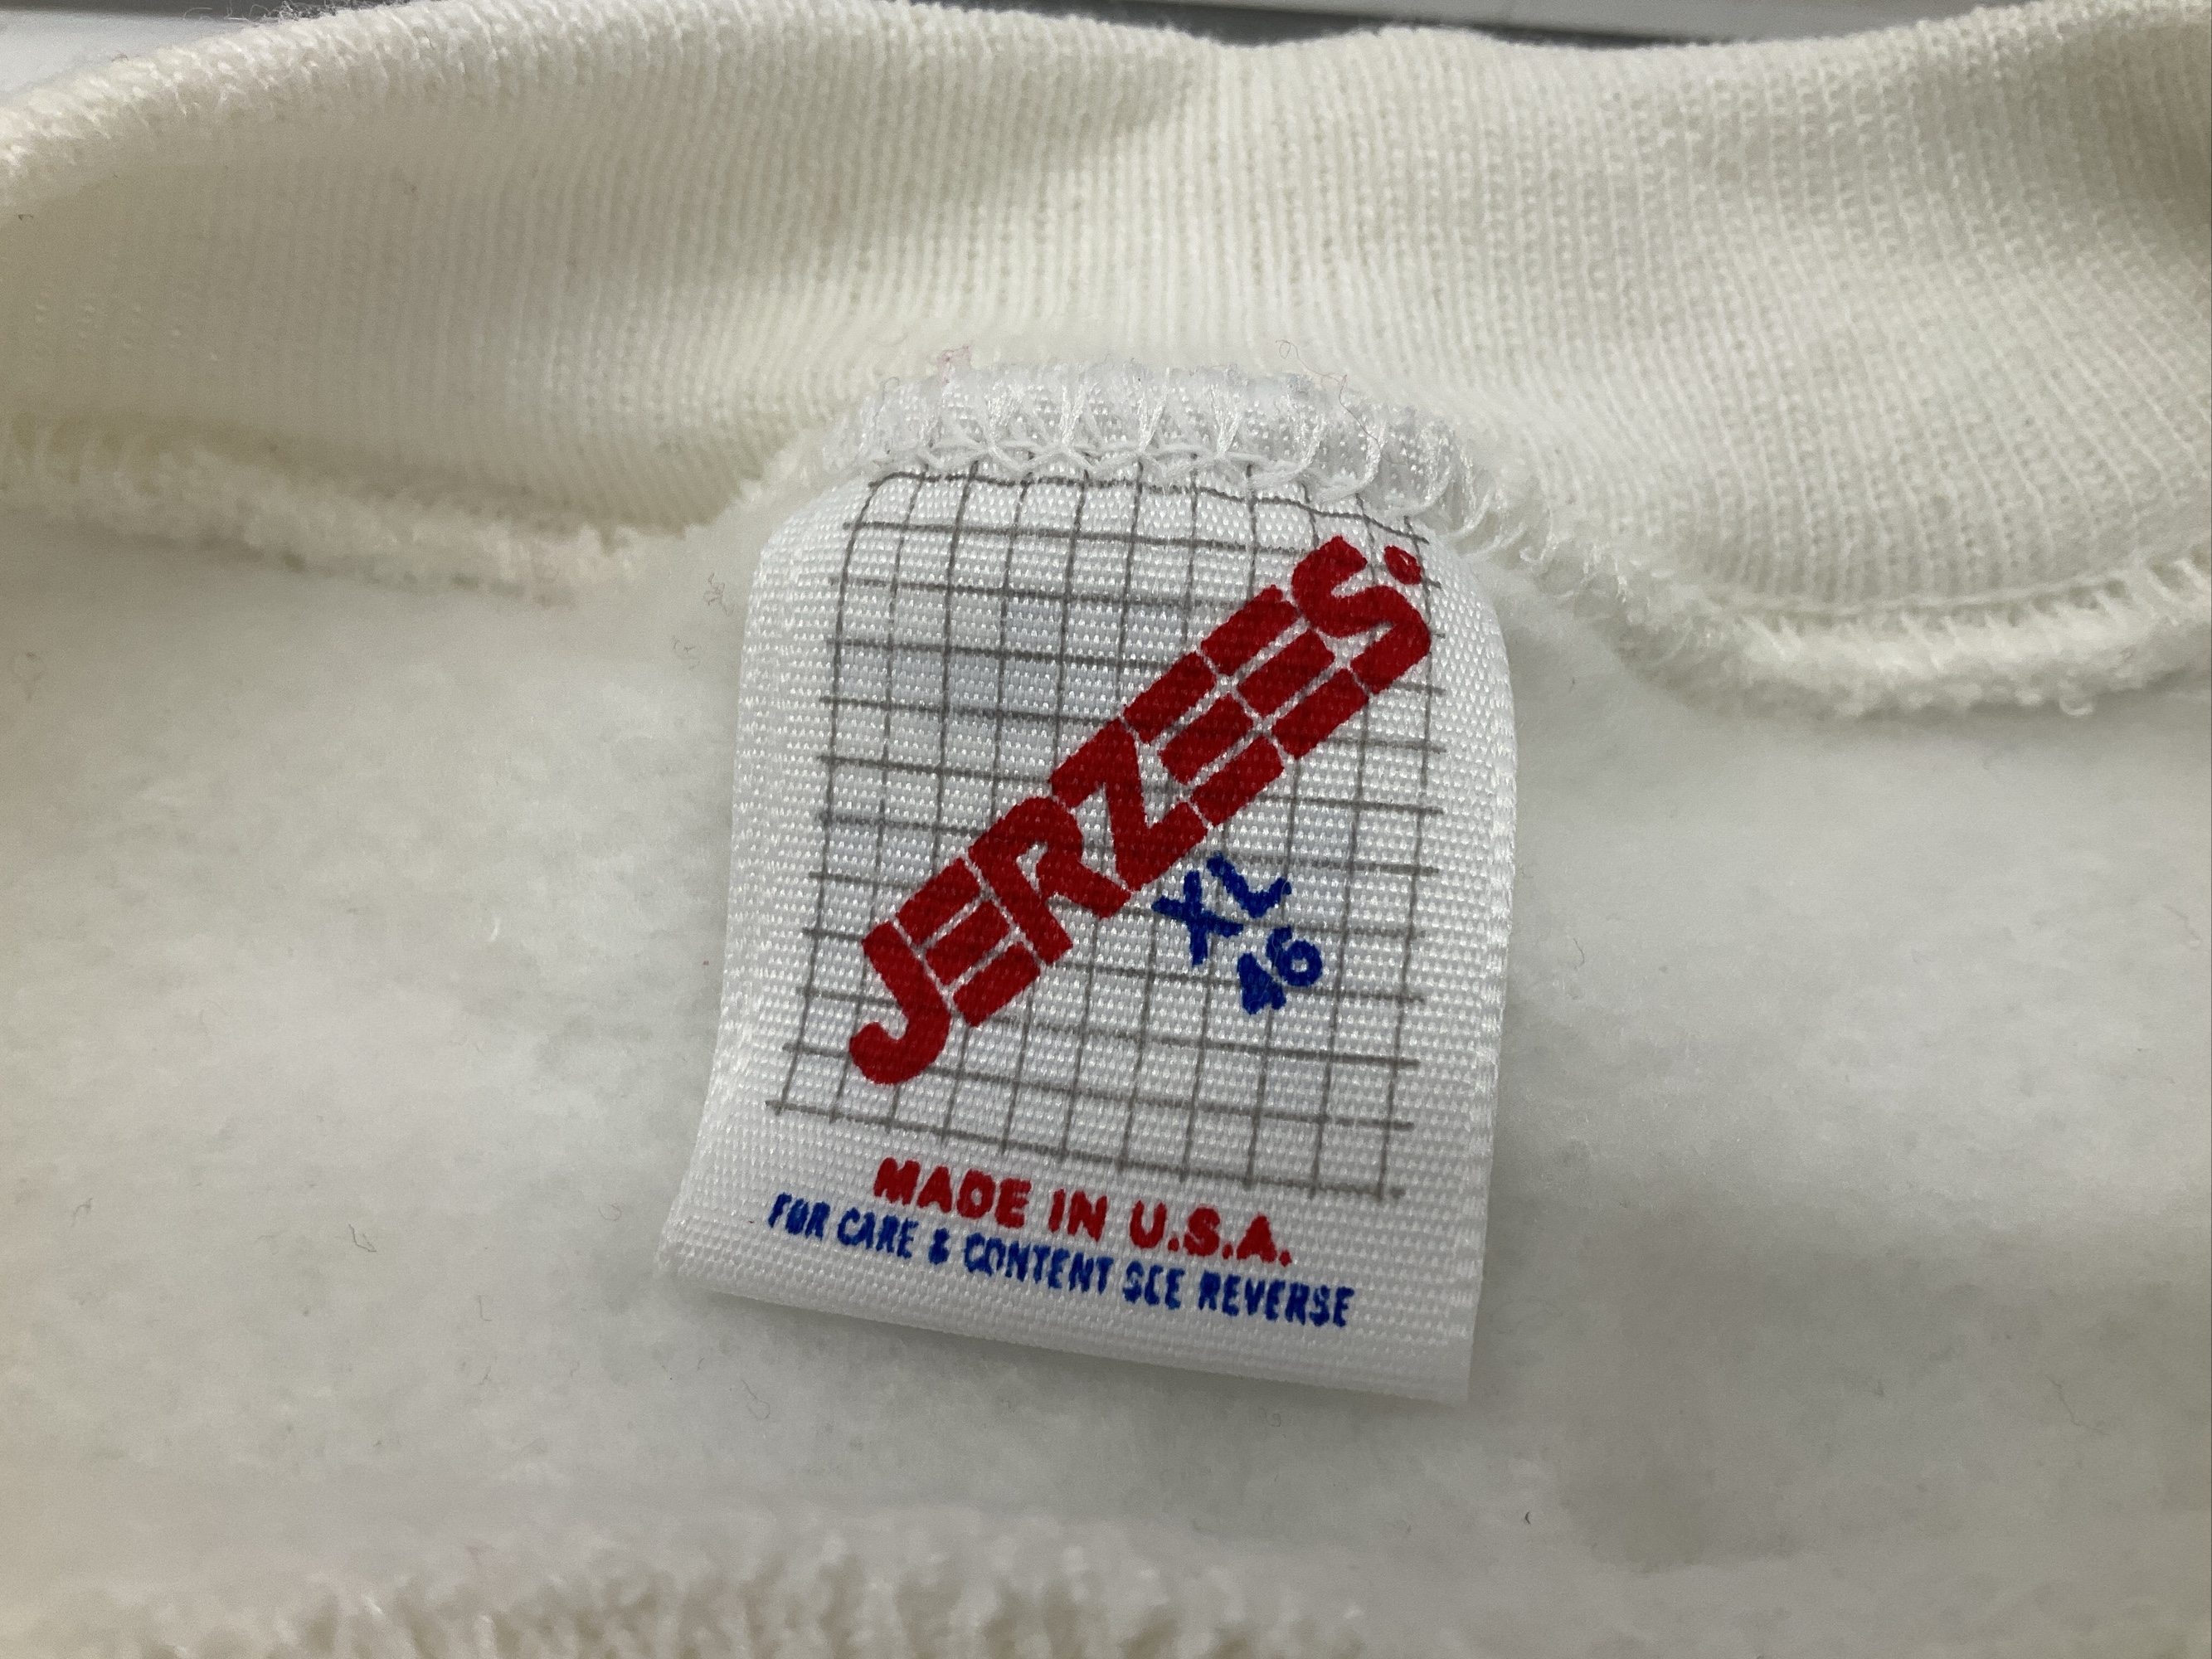 JERZEES
XL
46
MADE IN U.S.A.
FOR CARE & CONTENT SEE REVERSE